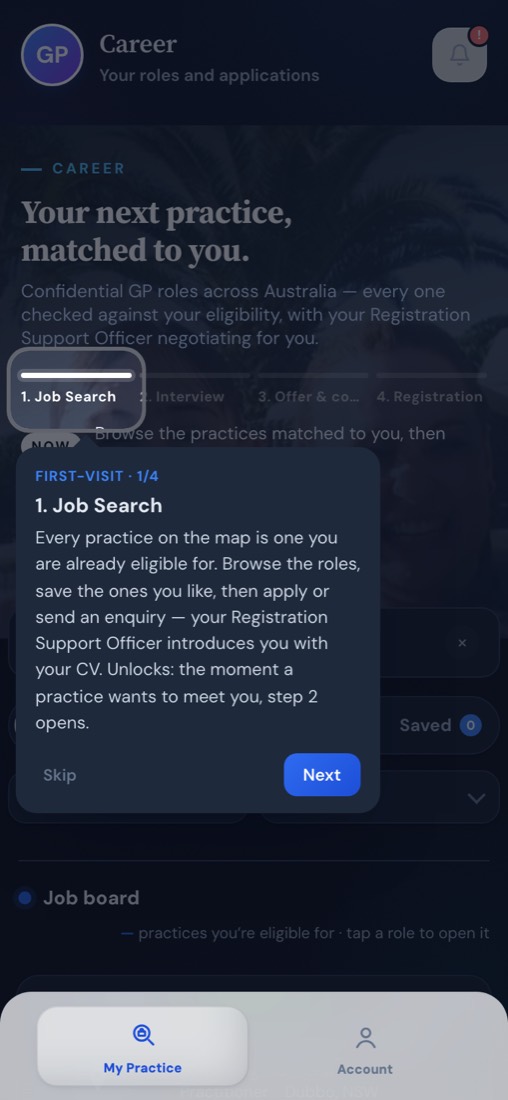 GP
Career
Your roles and applications
!
CAREER
Your next practice,
matched to you.
Confidential GP roles across Australia — every one
checked against your eligibility, with your Registration
Support Officer negotiating for you.
1. Job Search
2. Interview
3. Offer & co...
4. Registration
NOW
Browse the practices matched to you, then
FIRST-VISIT · 1/4
1. Job Search
Every practice on the map is one you
are already eligible for. Browse the roles,
save the ones you like, then apply or
send an enquiry — your Registration
Support Officer introduces you with
your CV. Unlocks: the moment a
practice wants to meet you, step 2
opens.
×
Saved 0
Skip
Next
Job board
— practices you're eligible for · tap a role to open it
My Practice
Account